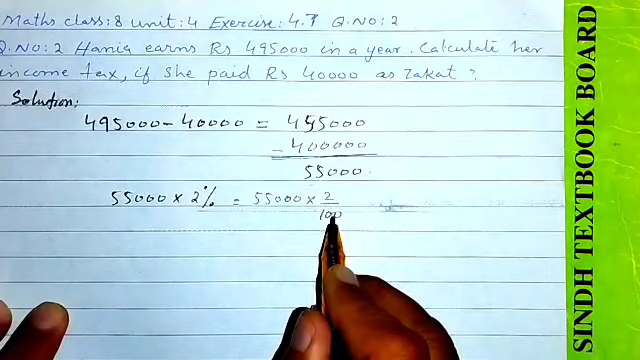 Maths class:8 Unit:4 Exercise:4.7 Q.NO:2
Q.NO:2 Hania earns Rs 495000 in a year. Calculate her
income tax, if she paid Rs 40000 as Zakat?
Solution:
495000-40000 = 455000
- 400000
55000.
55000 x 2% = 55000 x 2/100
SINDH TEXTBOOK BOARD